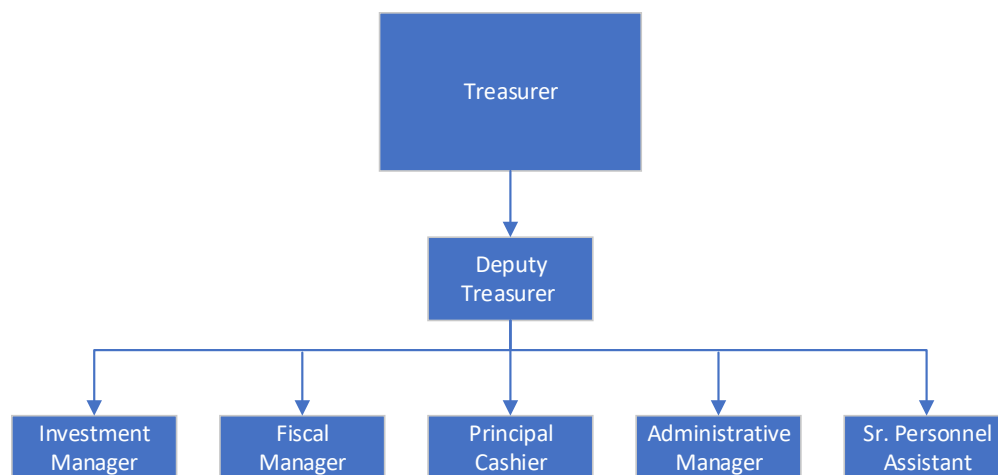 Treasurer
Deputy
Treasurer
Investment
Manager
Fiscal
Manager
Principal
Cashier
Administrative
Manager
Sr. Personnel
Assistant